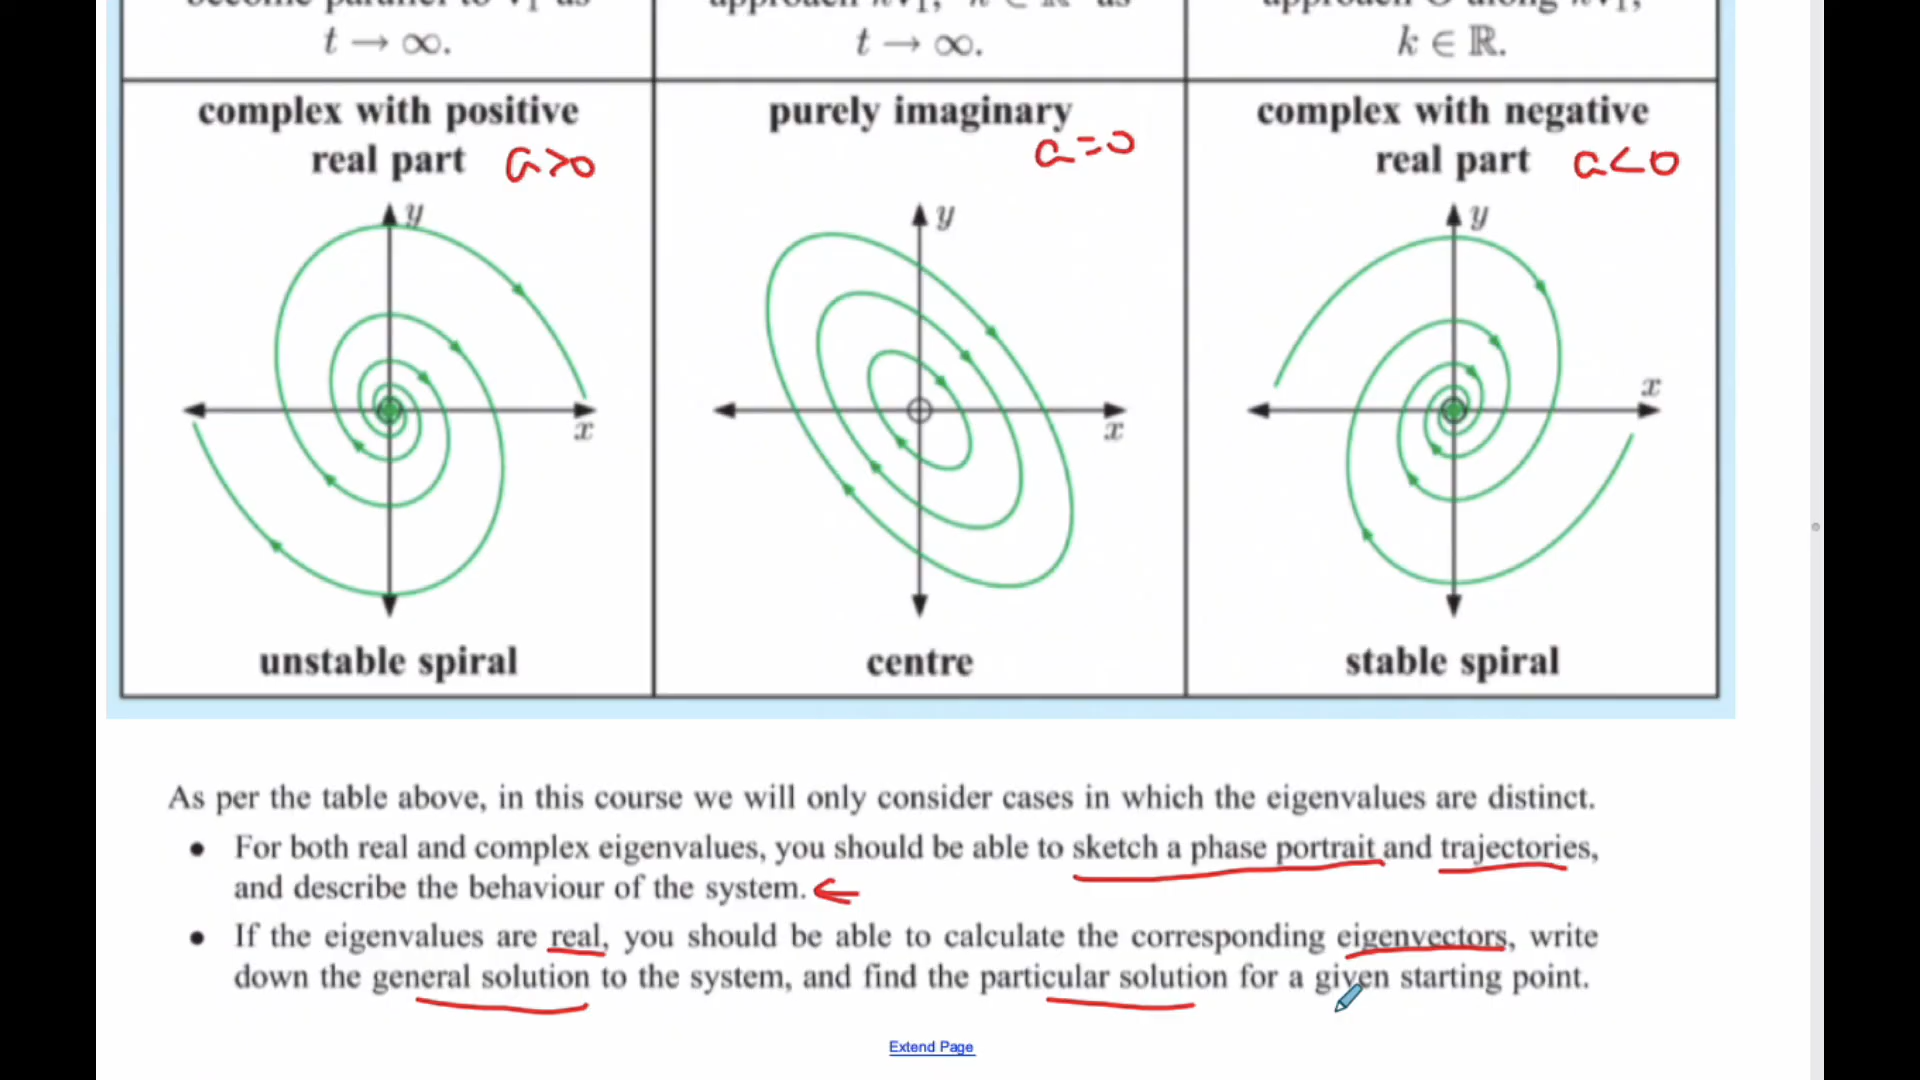 t → ∞.
t → ∞.
k ∈ ℝ.
complex with positive
real part a>0
purely imaginary
a=0
complex with negative
real part a<0
y
x
y
x
y
x
unstable spiral
centre
stable spiral
As per the table above, in this course we will only consider cases in which the eigenvalues are distinct.
• For both real and complex eigenvalues, you should be able to sketch a phase portrait and trajectories,
and describe the behaviour of the system. ←
• If the eigenvalues are real, you should be able to calculate the corresponding eigenvectors, write
down the general solution to the system, and find the particular solution for a given starting point.
Extend Page